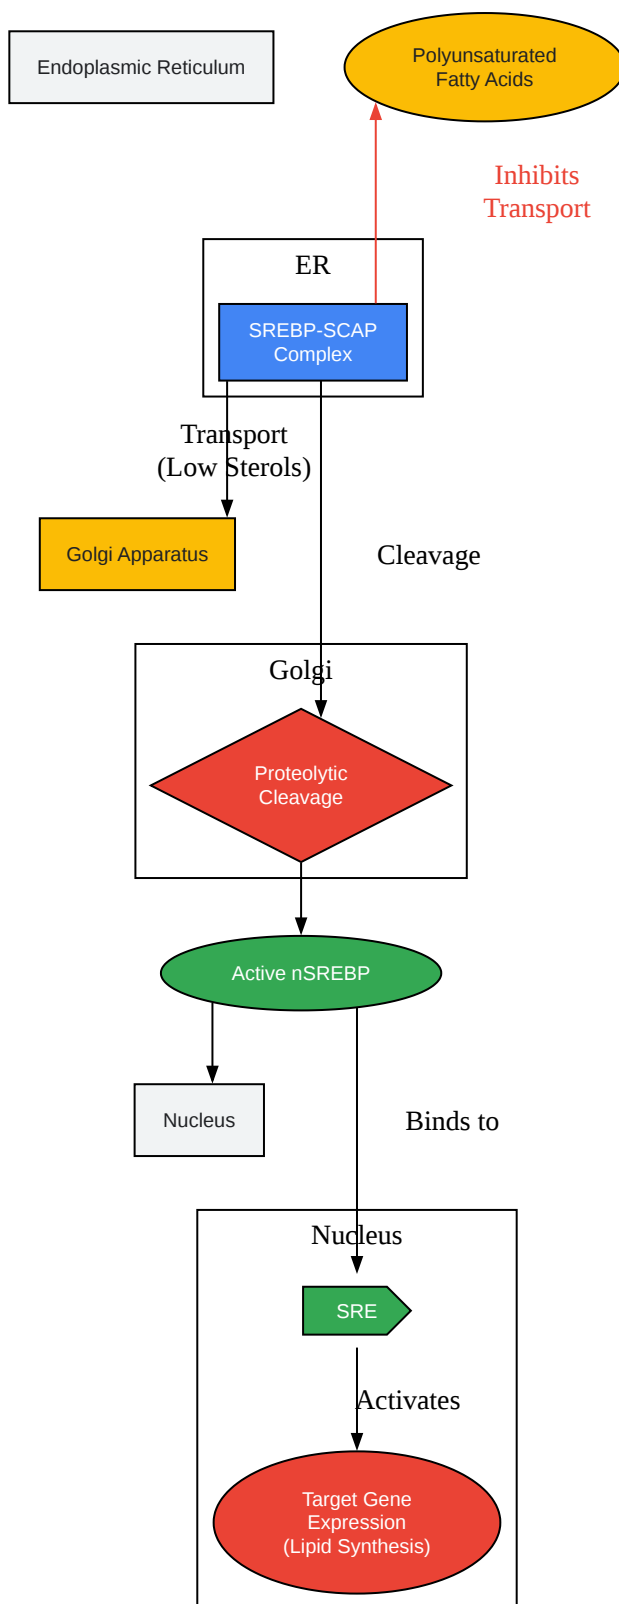 Endoplasmic Reticulum
Polyunsaturated
Fatty Acids
Inhibits
Transport
ER
SREBP-SCAP
Complex
Transport
(Low Sterols)
Golgi Apparatus
Cleavage
Golgi
Proteolytic
Cleavage
Active nSREBP
Nucleus
Binds to
Nucleus
SRE
Activates
Target Gene
Expression
(Lipid Synthesis)